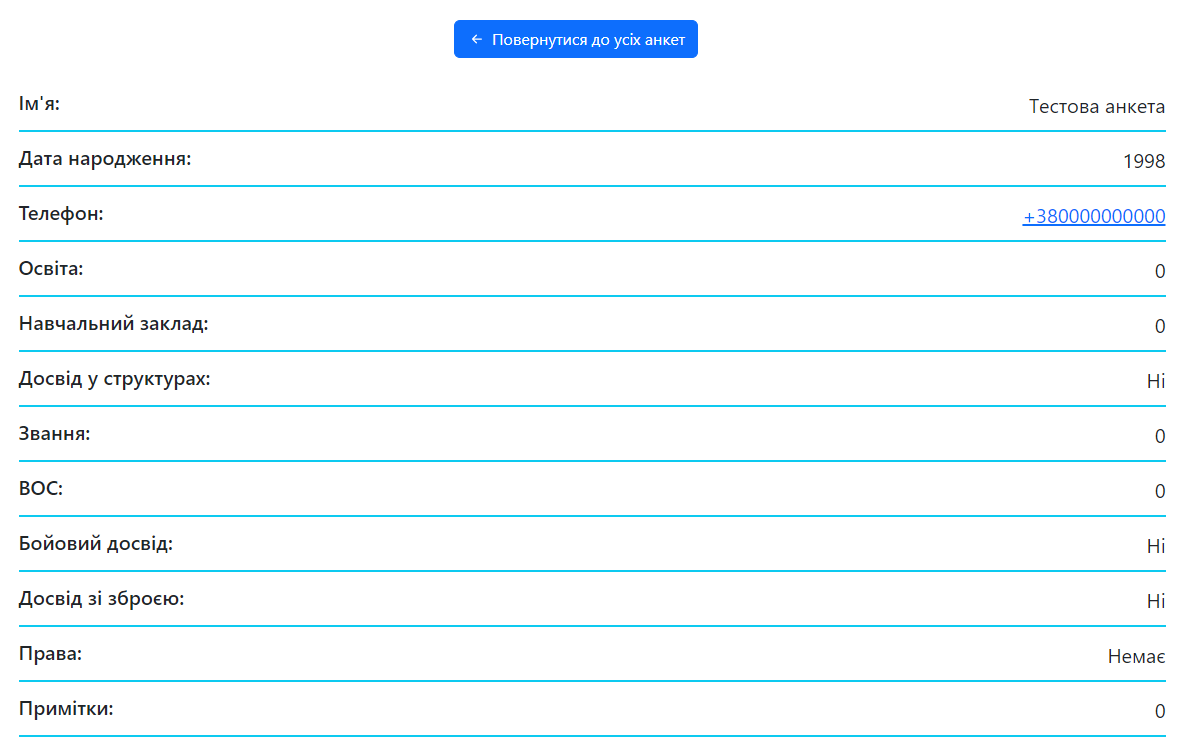 ← Повернутися до усіх анкет
Ім'я: Тестова анкета
Дата народження: 1998
Телефон: +380000000000
Освіта: 0
Навчальний заклад: 0
Досвід у структурах: Ні
Звання: 0
ВОС: 0
Бойовий досвід: Ні
Досвід зі зброєю: Ні
Права: Немає
Примітки: 0